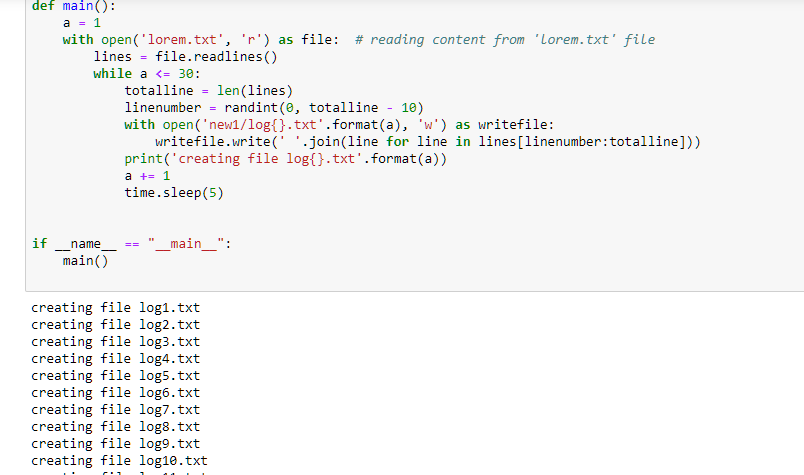 def main():
    a = 1
    with open('lorem.txt', 'r') as file:  # reading content from 'lorem.txt' file
        lines = file.readlines()
        while a <= 30:
            totalline = len(lines)
            linenumber = randint(0, totalline - 10)
            with open('new1/log{}.txt'.format(a), 'w') as writefile:
                writefile.write(' '.join(line for line in lines[linenumber:totalline]))
            print('creating file log{}.txt'.format(a))
            a += 1
            time.sleep(5)
if __name__ == "__main__":
    main()
creating file log1.txt
creating file log2.txt
creating file log3.txt
creating file log4.txt
creating file log5.txt
creating file log6.txt
creating file log7.txt
creating file log8.txt
creating file log9.txt
creating file log10.txt